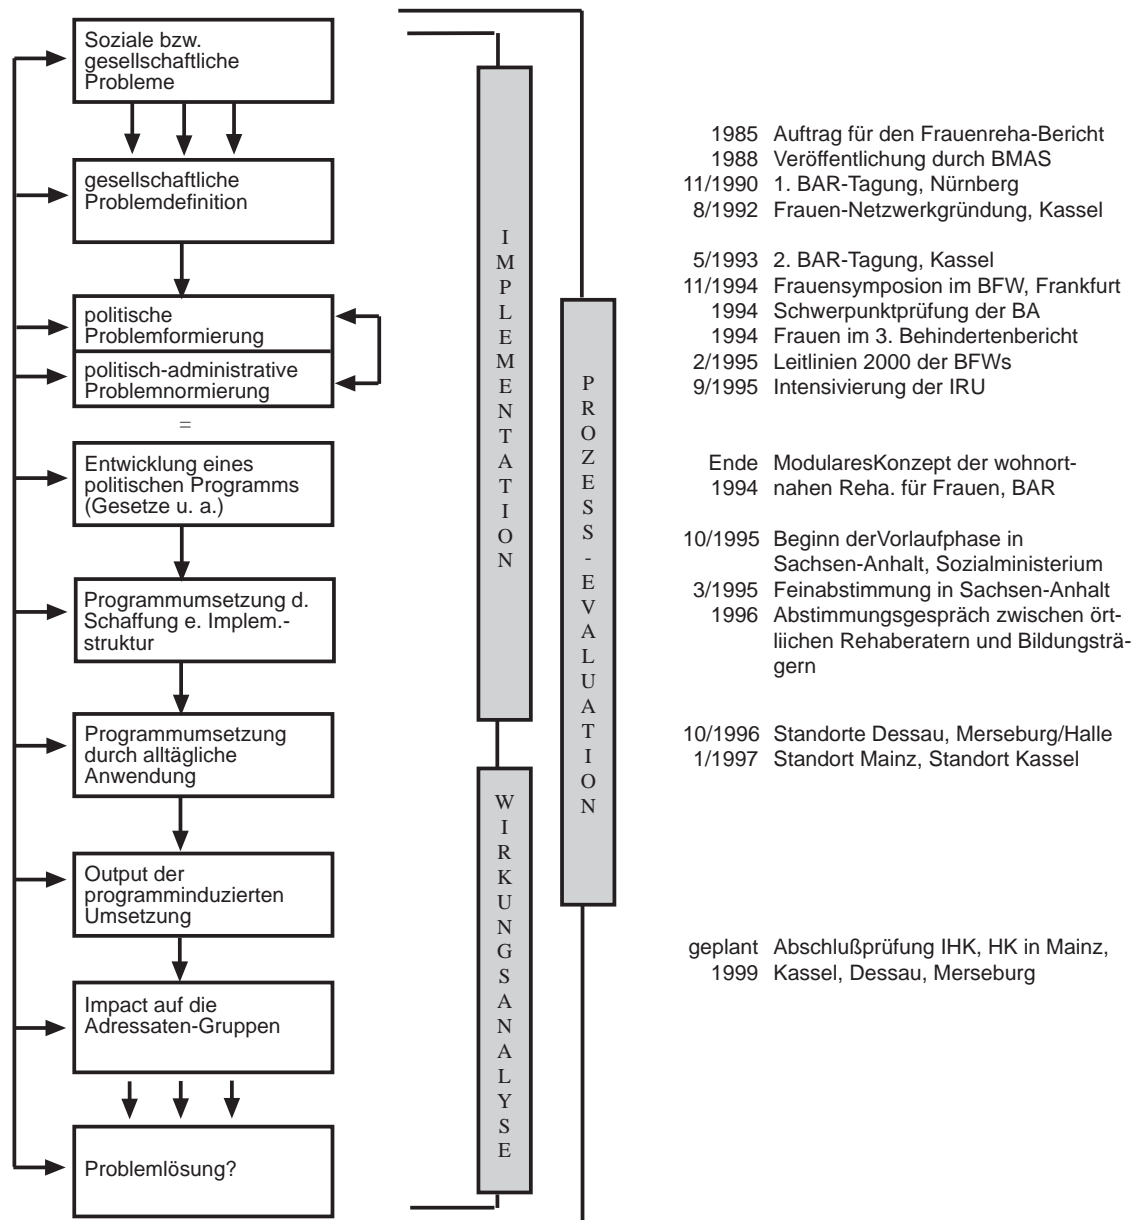 Soziale bzw.
gesellschaftliche
Probleme
gesellschaftliche
Problemdefinition
politische
Problemformierung
politisch-administrative
Problemnormierung
=
Entwicklung eines
politischen Programms
(Gesetze u. a.)
Programmumsetzung d.
Schaffung e. Implem.-
struktur
Programmumsetzung
durch alltägliche
Anwendung
Output der
programminduzierten
Umsetzung
Impact auf die
Adressaten-Gruppen
Problemlösung?
IMPLEMENTATION
WIRKUNGSANALYSE
PROZESS-EVALUATION
1985 Auftrag für den Frauenreha-Bericht
1988 Veröffentlichung durch BMAS
11/1990 1. BAR-Tagung, Nürnberg
8/1992 Frauen-Netzwerkgründung, Kassel
5/1993 2. BAR-Tagung, Kassel
11/1994 Frauensymposion im BFW, Frankfurt
1994 Schwerpunktprüfung der BA
1994 Frauen im 3. Behindertenbericht
2/1995 Leitlinien 2000 der BFWs
9/1995 Intensivierung der IRU
Ende ModularesKonzept der wohnort-
1994 nahen Reha. für Frauen, BAR
10/1995 Beginn derVorlaufphase in
Sachsen-Anhalt, Sozialministerium
3/1995 Feinabstimmung in Sachsen-Anhalt
1996 Abstimmungsgespräch zwischen ört-
liichen Rehaberatern und Bildungsträ-
gern
10/1996 Standorte Dessau, Merseburg/Halle
1/1997 Standort Mainz, Standort Kassel
geplant Abschlußprüfung IHK, HK in Mainz,
1999 Kassel, Dessau, Merseburg